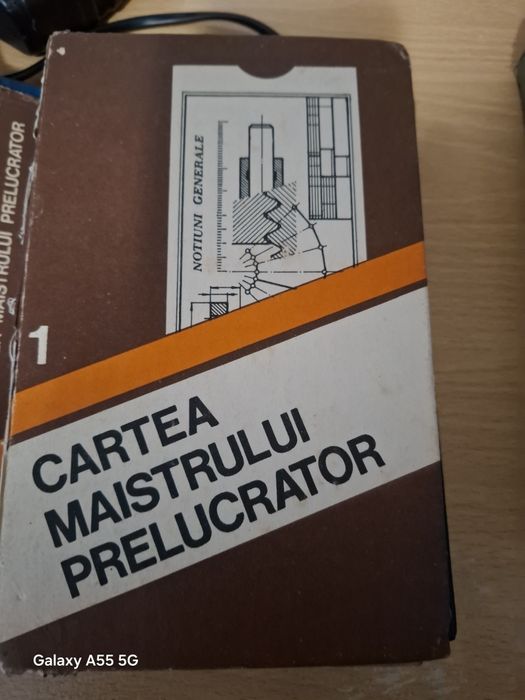 MAISTRULUI PRELUCRATOR
NOTIUNI GENERALE
1
CARTEA
MAISTRULUI
PRELUCRATOR
Galaxy A55 5G